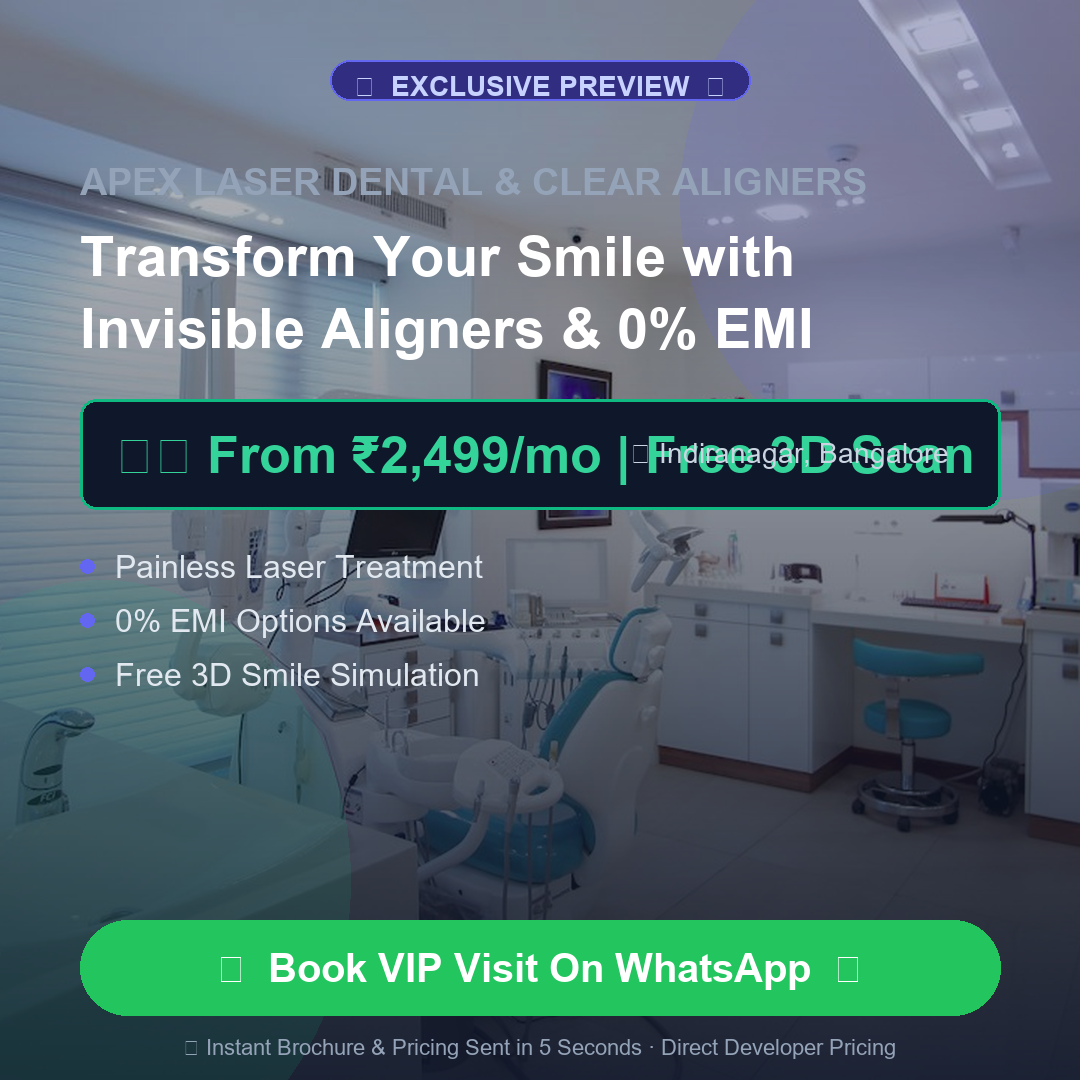 EXCLUSIVE PREVIEW
APEX LASER DENTAL & CLEAR ALIGNERS
Transform Your Smile with
Invisible Aligners & 0% EMI
From ₹2,499/mo | Free 3D Scan
Indiranagar, Bangalore
Painless Laser Treatment
0% EMI Options Available
Free 3D Smile Simulation
Book VIP Visit On WhatsApp
Instant Brochure & Pricing Sent in 5 Seconds · Direct Developer Pricing